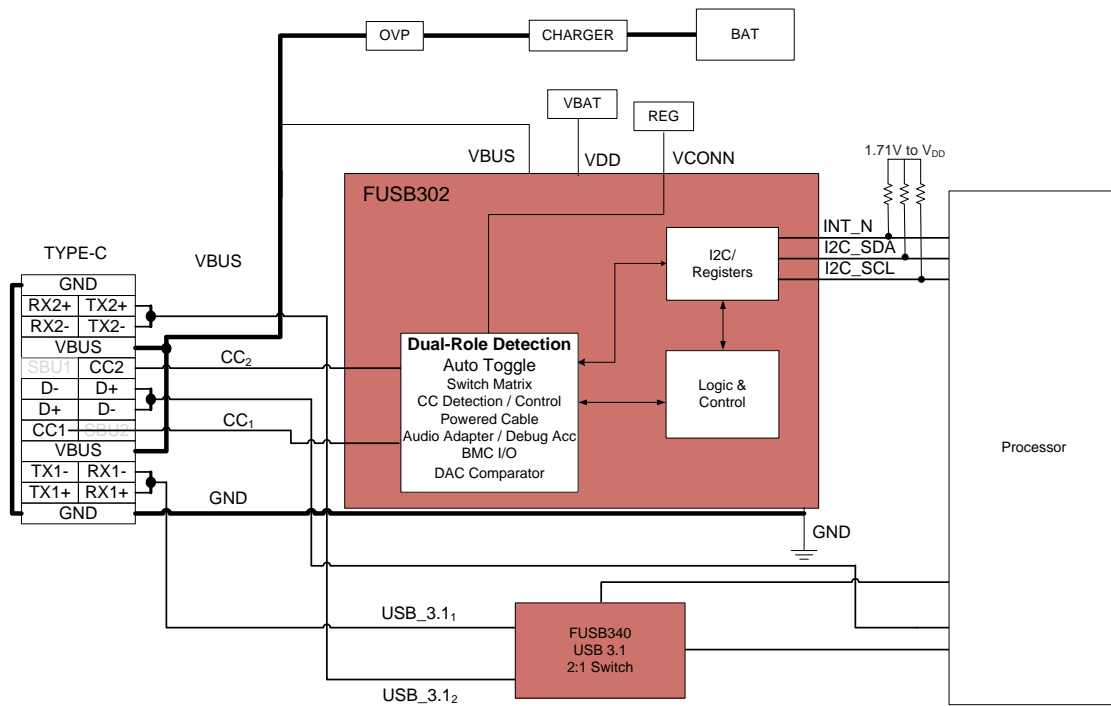 OVP
CHARGER
BAT
VBAT
REG
VBUS
VDD
VCONN
1.71V to VDD
FUSB302
INT_N
I2C_SDA
I2C_SCL
I2C/
Registers
TYPE-C
VBUS
GND
RX2+ TX2+
RX2- TX2-
VBUS
SBU1 CC2
D- D+
D+ D-
CC1 SBU2
VBUS
TX1- RX1-
TX1+ RX1+
GND
CC2
CC1
GND
Dual-Role Detection
Auto Toggle
Switch Matrix
CC Detection / Control
Powered Cable
Audio Adapter / Debug Acc
BMC I/O
DAC Comparator
Logic &
Control
Processor
GND
USB_3.11
USB_3.12
FUSB340
USB 3.1
2:1 Switch